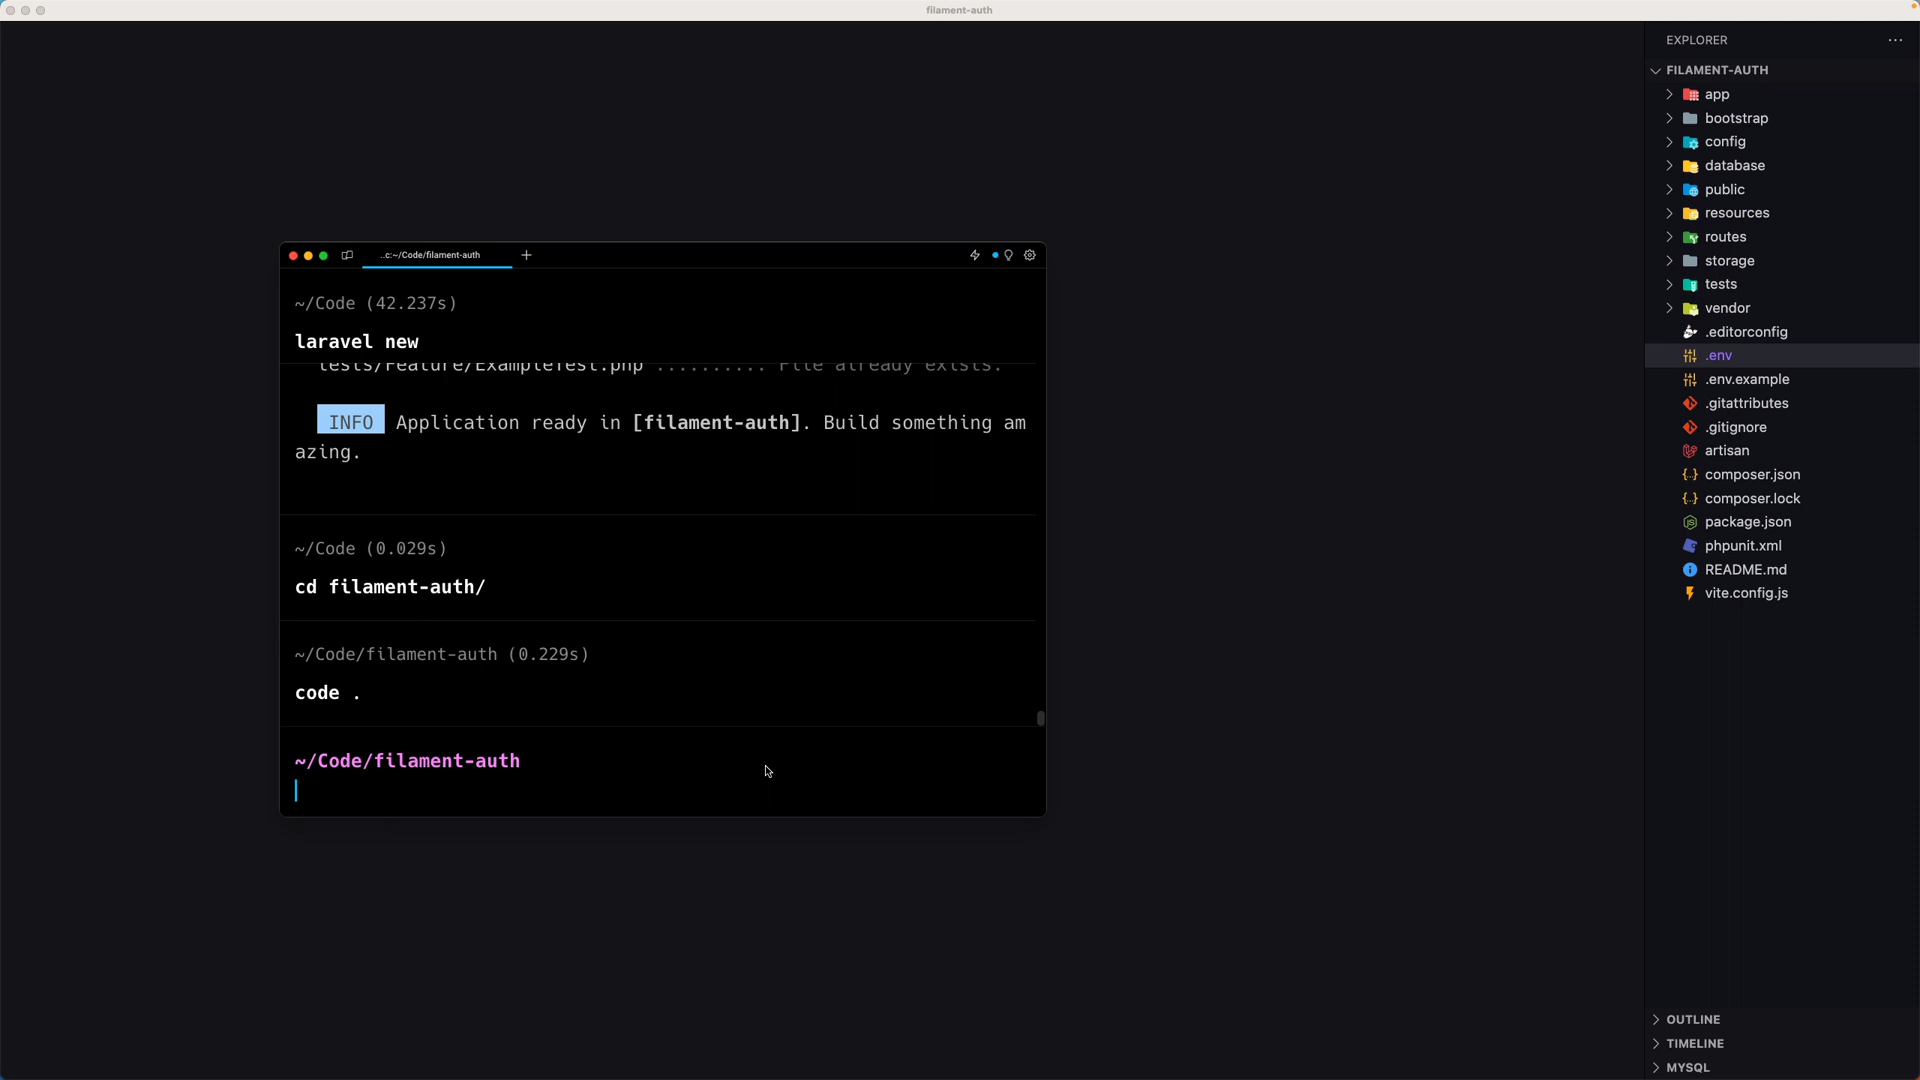 filament-auth
..c:~/Code/filament-auth
~/Code (42.237s)
laravel new
tests/Feature/ExampleTest.php .......... File already exists.
INFO Application ready in [filament-auth]. Build something am
azing.
~/Code (0.029s)
cd filament-auth/
~/Code/filament-auth (0.229s)
code .
~/Code/filament-auth
EXPLORER
FILAMENT-AUTH
app
bootstrap
config
database
public
resources
routes
storage
tests
vendor
.editorconfig
.env
.env.example
.gitattributes
.gitignore
artisan
composer.json
composer.lock
package.json
phpunit.xml
README.md
vite.config.js
OUTLINE
TIMELINE
MYSQL